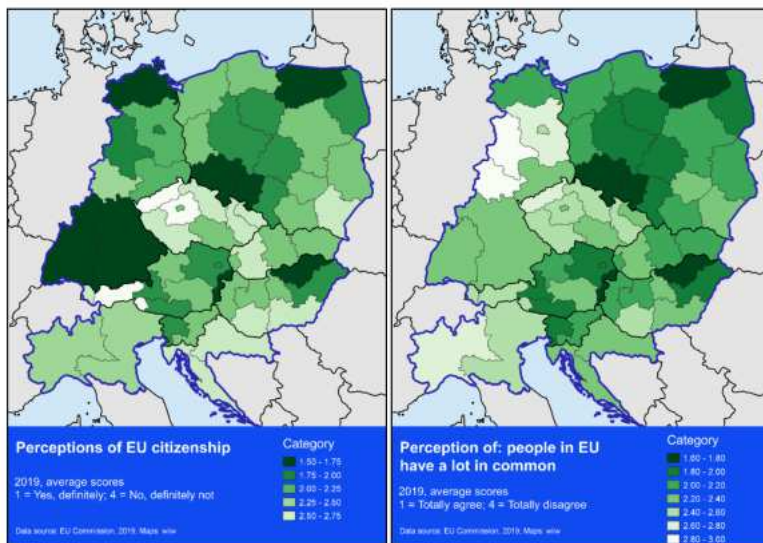 Perceptions of EU citizenship
2019, average scores
1 = Yes, definitely; 4 = No, definitely not
Data source: EU Commission, 2019, Maps: wiiw
Category
1.50 - 1.75
1.75 - 2.00
2.00 - 2.25
2.25 - 2.50
2.50 - 2.75
Perception of: people in EU
have a lot in common
2019, average scores
1 = Totally agree; 4 = Totally disagree
Data source: EU Commission, 2019, Maps: wiiw
Category
1.60 - 1.80
1.80 - 2.00
2.00 - 2.20
2.20 - 2.40
2.40 - 2.60
2.60 - 2.80
2.80 - 3.00